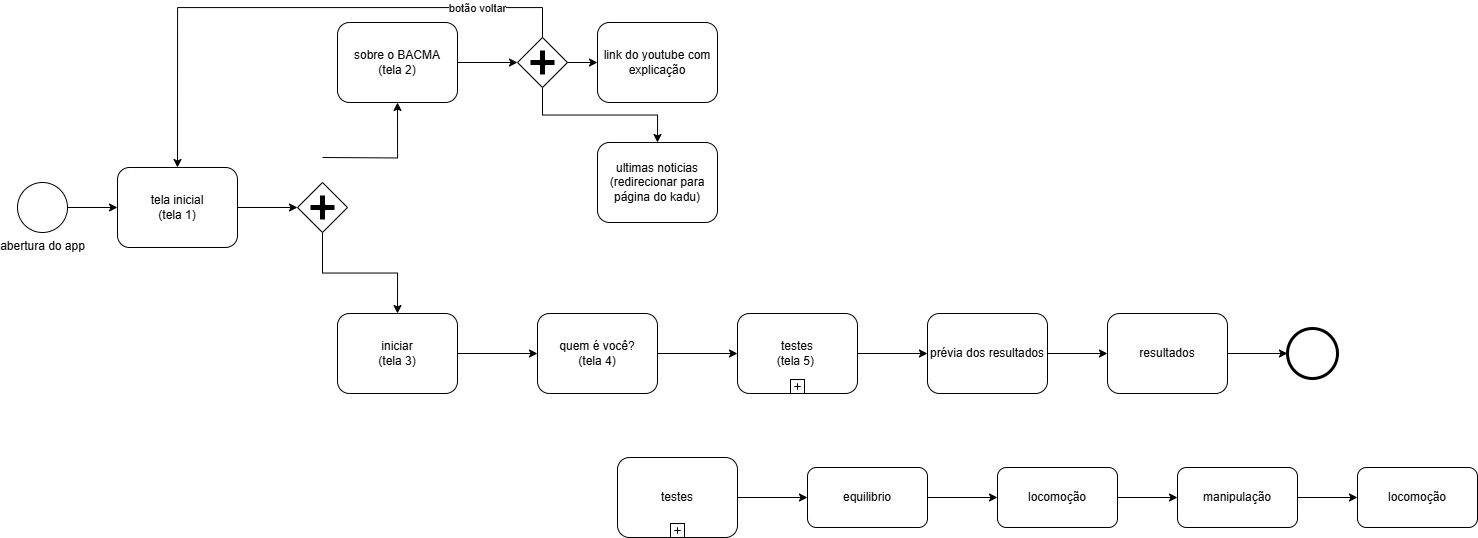 botão voltar
sobre o BACMA
(tela 2)
link do youtube com
explicação
ultimas noticias
(redirecionar para
página do kadu)
tela inicial
(tela 1)
abertura do app
iniciar
(tela 3)
quem é você?
(tela 4)
testes
(tela 5)
prévia dos resultados
resultados
testes
equilibrio
locomoção
manipulação
locomoção